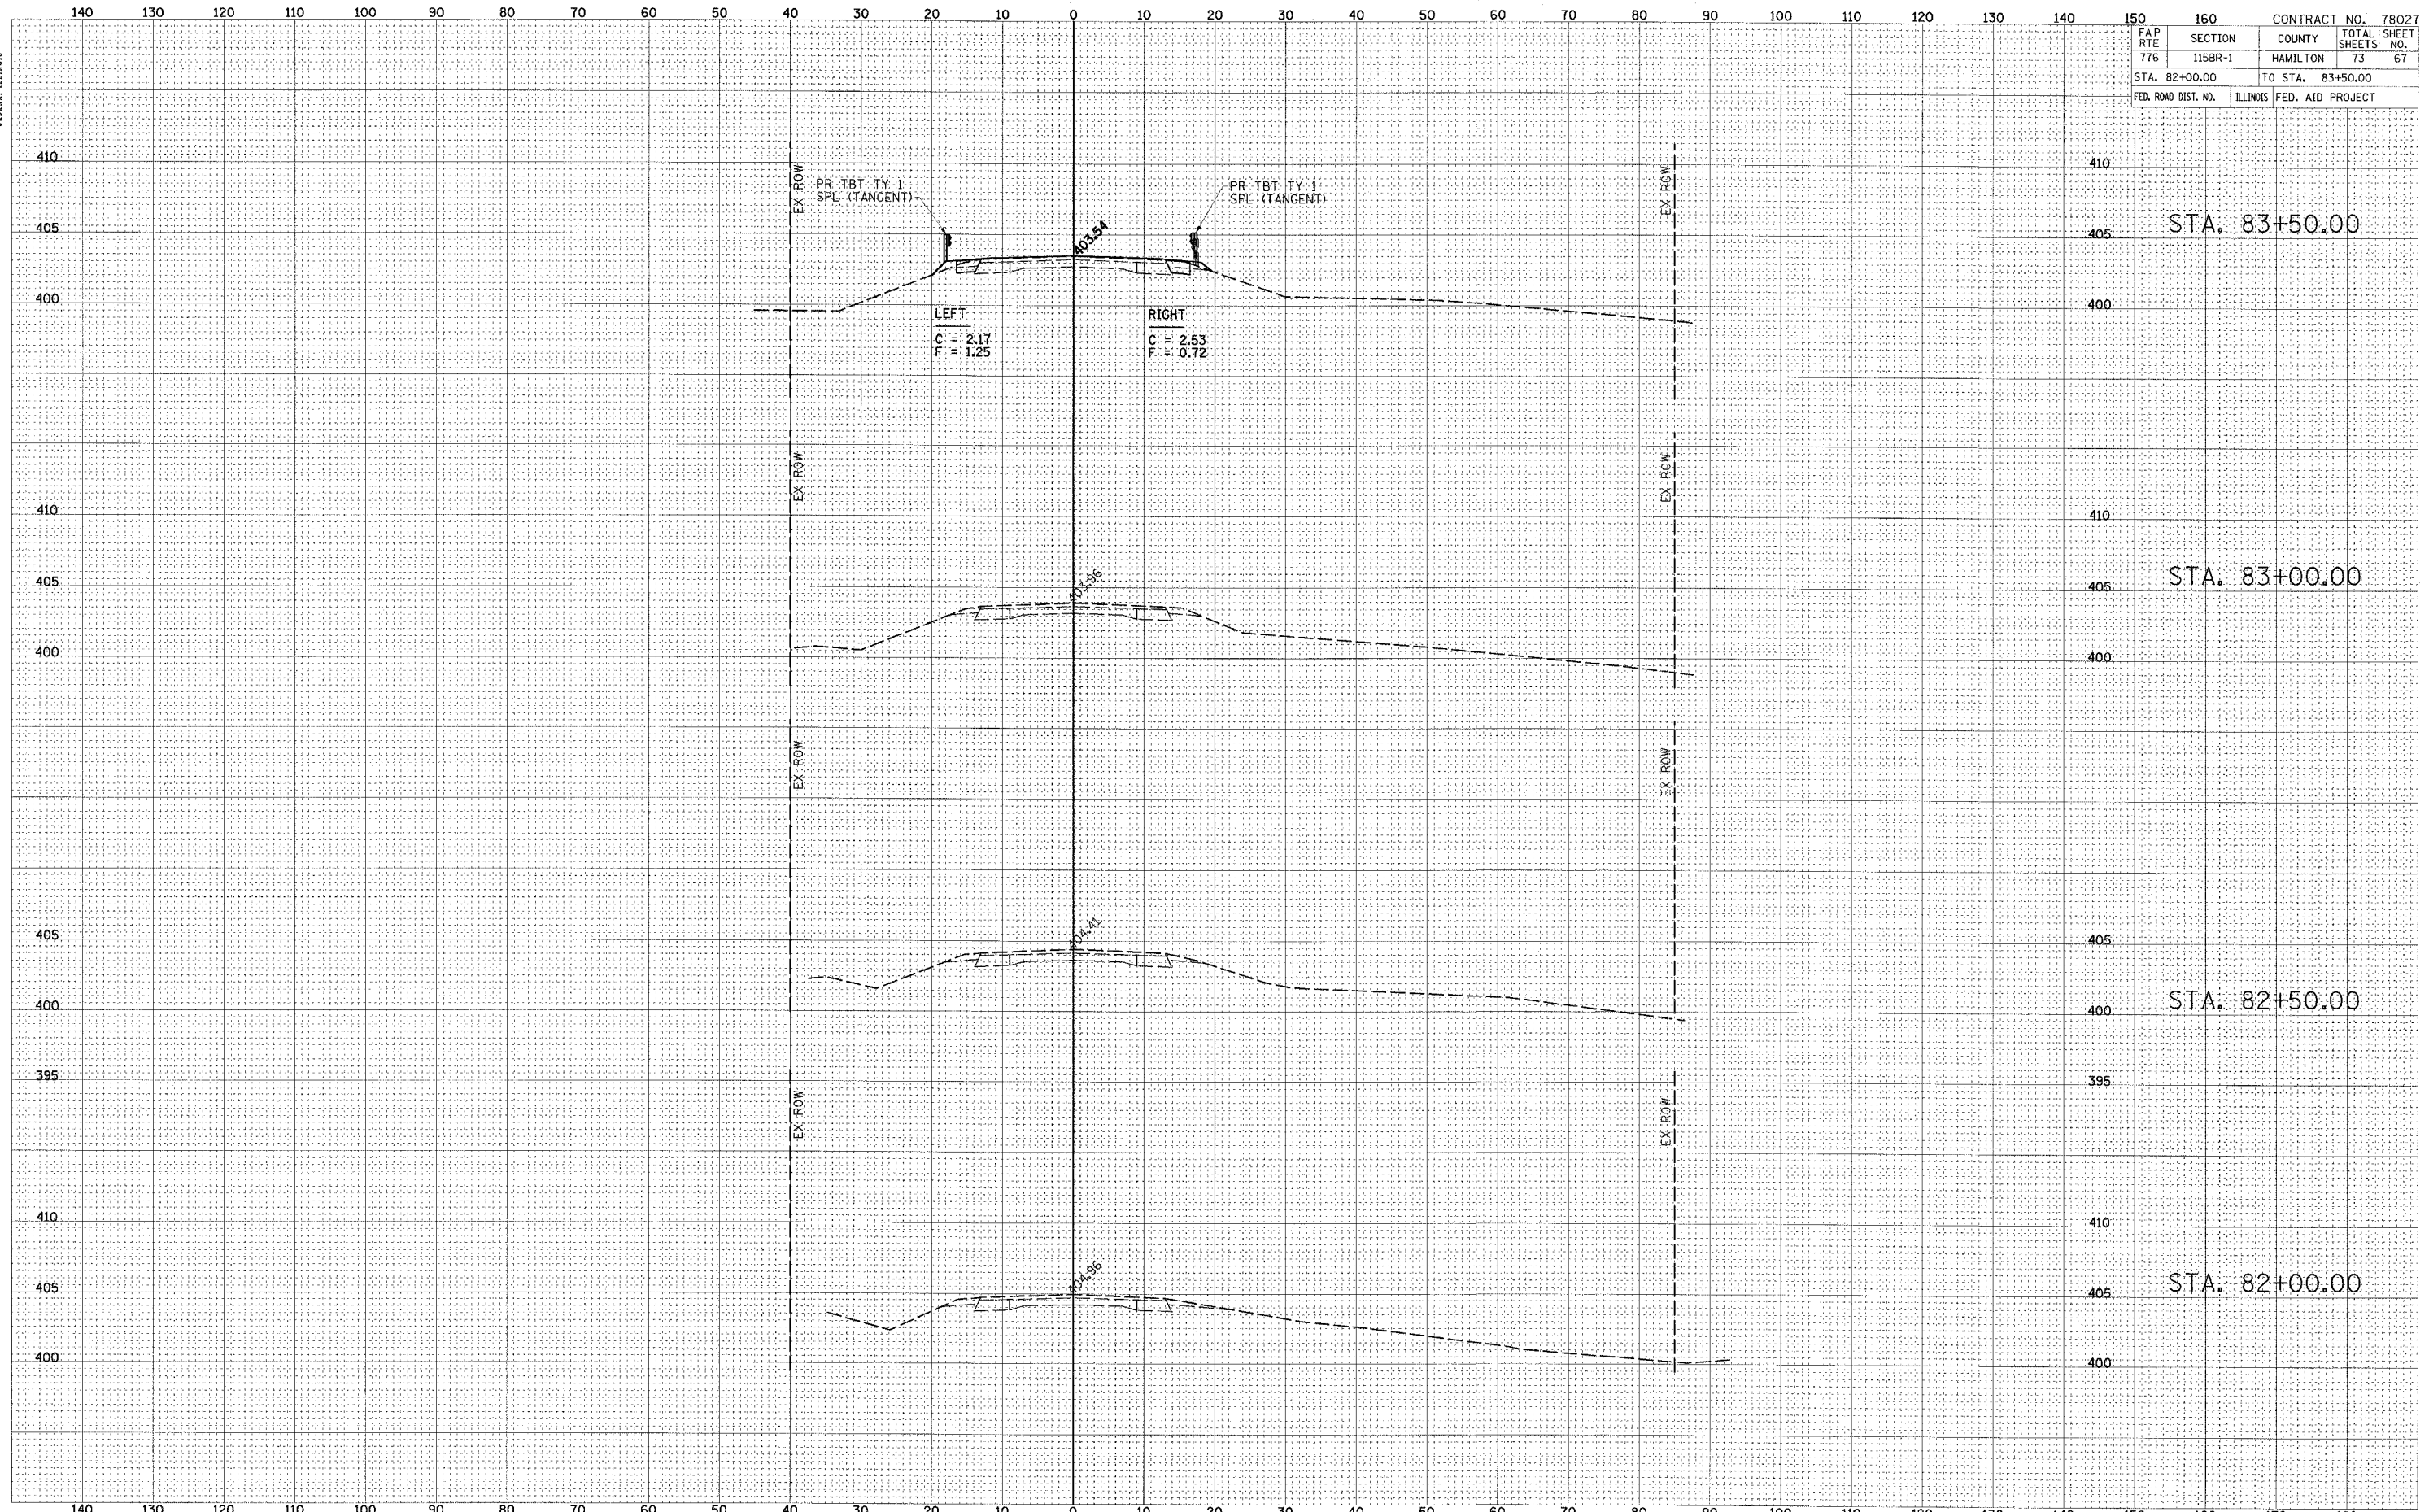 140 130 120 110 100 90 80 70 60 50 40 30 20 10 0 10 20 30 40 50 60 70 80 90 100 110 120 130 140 150 160
CONTRACT NO. 78027
FAP RTE SECTION COUNTY TOTAL SHEETS SHEET NO.
776 115BR-1 HAMILTON 73 67
STA. 82+00.00 TO STA. 83+50.00
FED. ROAD DIST. NO. ILLINOIS FED. AID PROJECT
410 EX ROW EX ROW 410
PR TBT TY 1
SPL (TANGENT)
PR TBT TY 1
SPL (TANGENT)
405 403.54 405 STA. 83+50.00
400 400
LEFT
C = 2.17
F = 1.25
RIGHT
C = 2.53
F = 0.72
EX ROW EX ROW
410 410
405 403.96 405 STA. 83+00.00
400 400
EX ROW EX ROW
405 404.41 405
400 400 STA. 82+50.00
395 395
EX ROW EX ROW
410 410
405 404.96 405 STA. 82+00.00
400 400
140 130 120 110 100 90 80 70 60 50 40 30 20 10 0 10 20 30 40 50 60 70 80 90 100 110 120 130 140 150 160